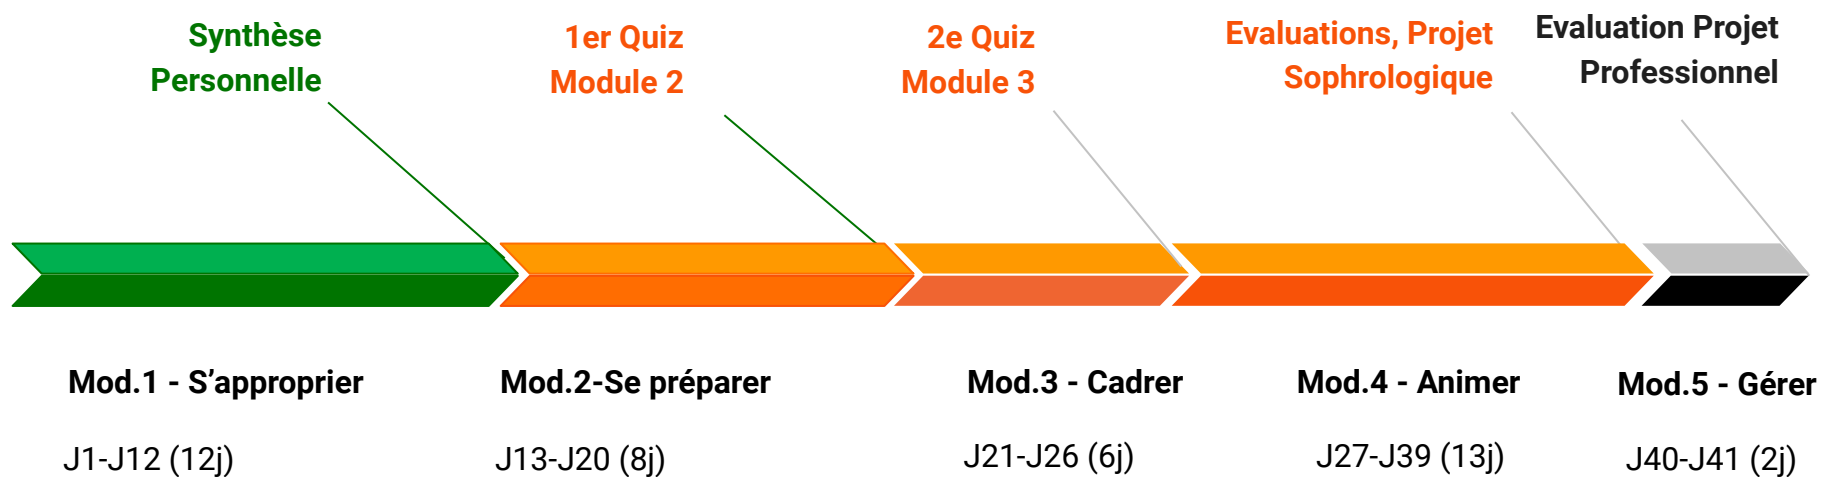 Synthèse
Personnelle
1er Quiz
Module 2
2e Quiz
Module 3
Evaluations, Projet
Sophrologique
Evaluation Projet
Professionnel
Mod.1 - S’approprier
Mod.2-Se préparer
Mod.3 - Cadrer
Mod.4 - Animer
Mod.5 - Gérer
J1-J12 (12j)
J13-J20 (8j)
J21-J26 (6j)
J27-J39 (13j)
J40-J41 (2j)